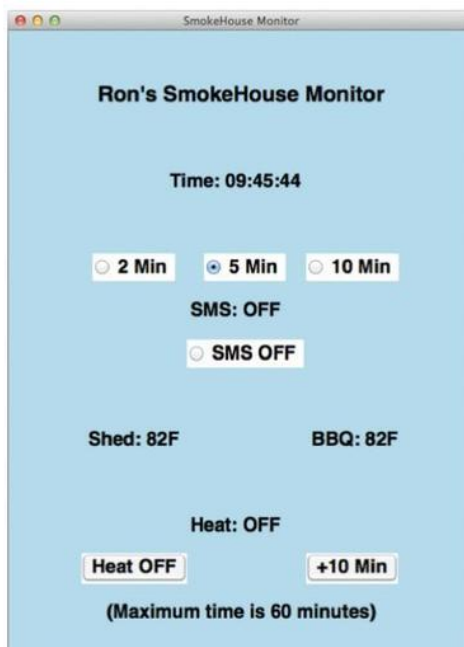 SmokeHouse Monitor
Ron's SmokeHouse Monitor
Time: 09:45:44
2 Min 5 Min 10 Min
SMS: OFF
SMS OFF
Shed: 82F BBQ: 82F
Heat: OFF
Heat OFF +10 Min
(Maximum time is 60 minutes)